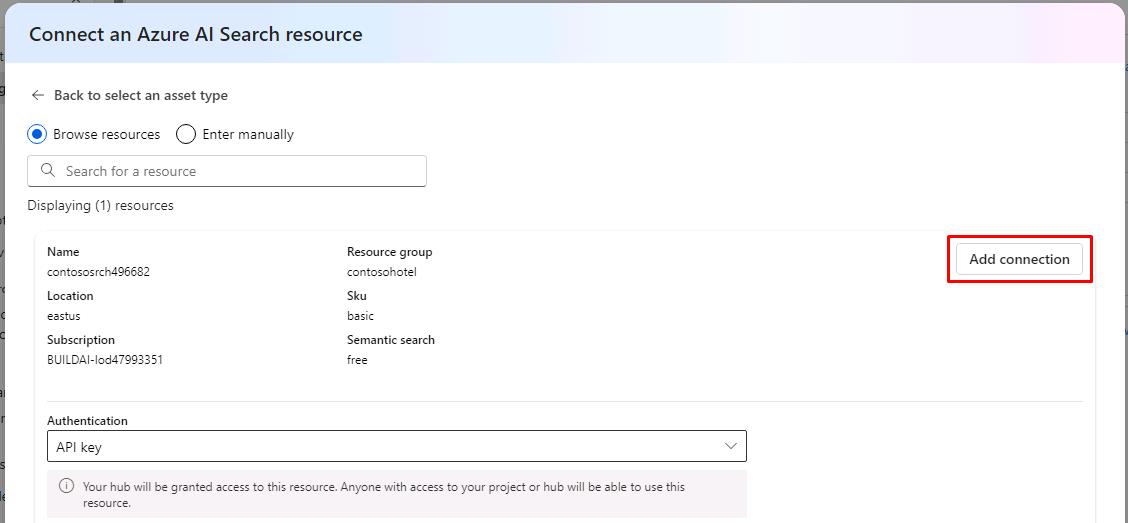 Connect an Azure AI Search resource
Back to select an asset type
Browse resources
Enter manually
Search for a resource
Displaying (1) resources
Name
contososrch496682
Resource group
contosohotel
Add connection
Location
eastus
Sku
basic
Subscription
BUILDAI-lod47993351
Semantic search
free
Authentication
API key
Your hub will be granted access to this resource. Anyone with access to your project or hub will be able to use this
resource.